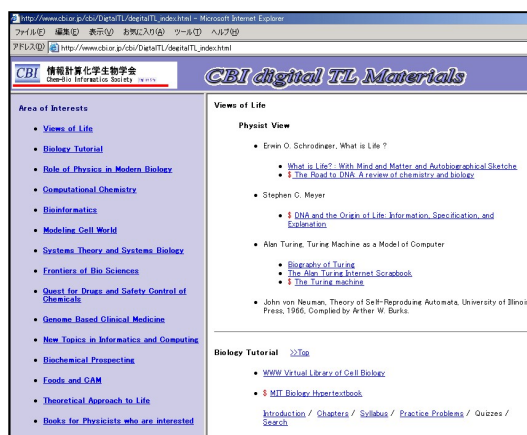 http://www.cbi.or.jp/cbi/DigtalTL/degitalTL_index.html - Microsoft Internet Explorer
ファイル(F) 編集(E) 表示(V) お気に入り(A) ツール(T) ヘルプ(H)
アドレス(D) http://www.cbi.or.jp/cbi/DigtalTL/degitalTL_index.html
CBI 情報計算化学生物学会
Chem-Bio Informatics Society
CBI digital TL Materials
Area of Interests
Views of Life
Biology Tutorial
Role of Physics in Modern Biology
Computational Chemistry
Bioinformatics
Modeling Cell World
Systems Theory and Systems Biology
Frontiers of Bio Sciences
Quest for Drugs and Safety Control of
Chemicals
Genome Based Clinical Medicine
New Topics in Informatics and Computing
Biochemical Prospecting
Foods and CAM
Theoretical Approach to Life
Books for Physicists who are interested
Views of Life
Physist View
Erwin O. Schrodinger, What is Life ?
What is Life? : With Mind and Matter and Autobiographical Sketche
$ The Road to DNA: A review of chemistry and biology
Stephen C. Meyer
$ DNA and the Origin of Life: Information, Specification, and
Explanation
Alan Turing, Turing Machine as a Model of Computer
Biography of Turing
The Alan Turing Internet Scrapbook
$ The Turing machine
John von Neuman, Theory of Self-Reproduing Automata, University of Illinoi
Press, 1966, Complied by Arther W. Burks.
Biology Tutorial >>Top
WWW Virtual Library of Cell Biology
$ MIT Biology Hypertextbook
Introduction / Chapters / Syllabus / Practice Problems / Quizzes /
Search